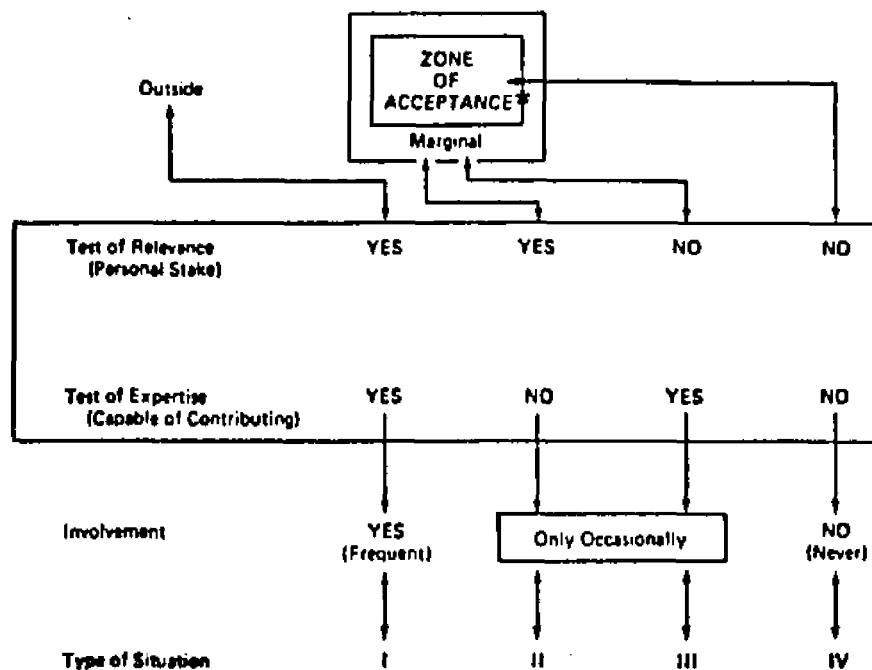 ZONE
OF
ACCEPTANCE*
Outside
Marginal
Test of Relevance YES YES NO NO
(Personal Stake)
Test of Expertise YES NO YES NO
(Capable of Contributing)
Involvement YES Only Occasionally NO
(Frequent) (Never)
Type of Situation I II III IV